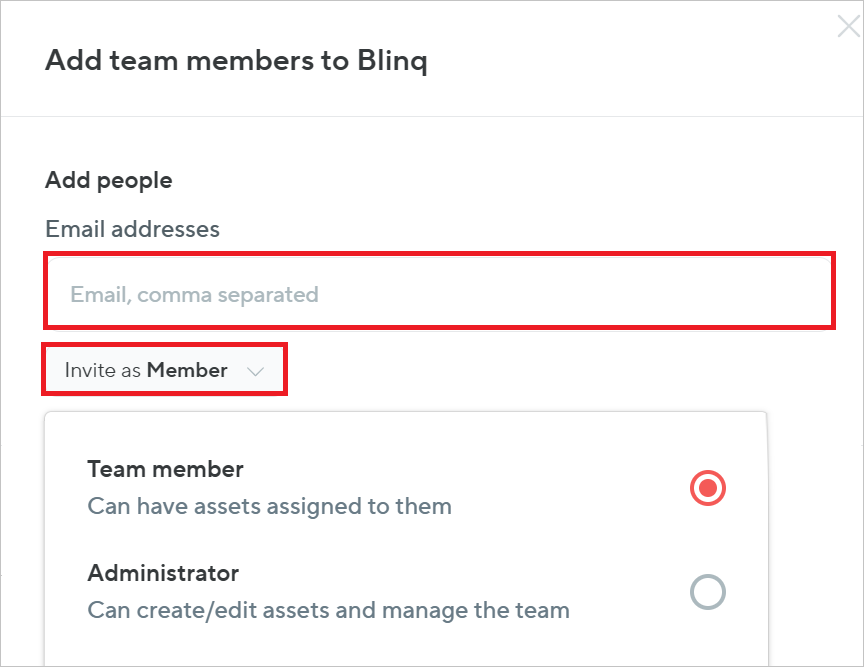 Add team members to Blinq
Add people
Email addresses
Email, comma separated
Invite as Member
Team member
Can have assets assigned to them
Administrator
Can create/edit assets and manage the team